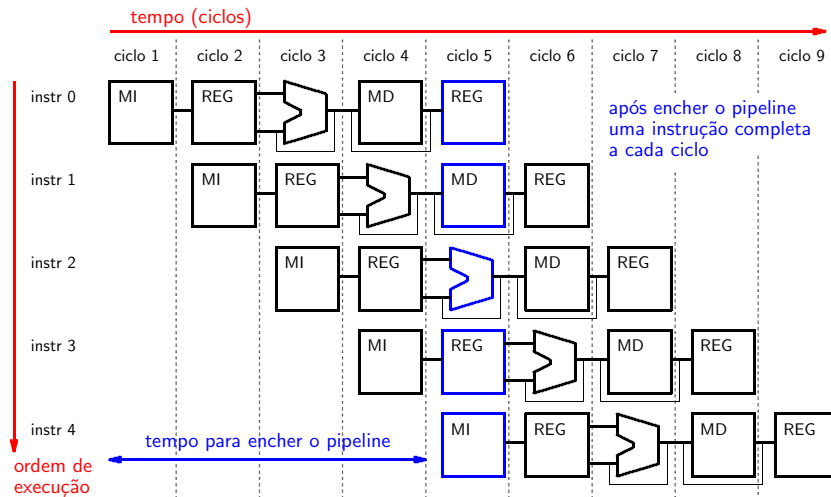 tempo (ciclos)
ciclo 1 ciclo 2 ciclo 3 ciclo 4 ciclo 5 ciclo 6 ciclo 7 ciclo 8 ciclo 9
instr 0 MI REG MD REG
após encher o pipeline
uma instrução completa
a cada ciclo
instr 1 MI REG MD REG
instr 2 MI REG MD REG
instr 3 MI REG MD REG
instr 4 MI REG MD REG
tempo para encher o pipeline
ordem de
execução